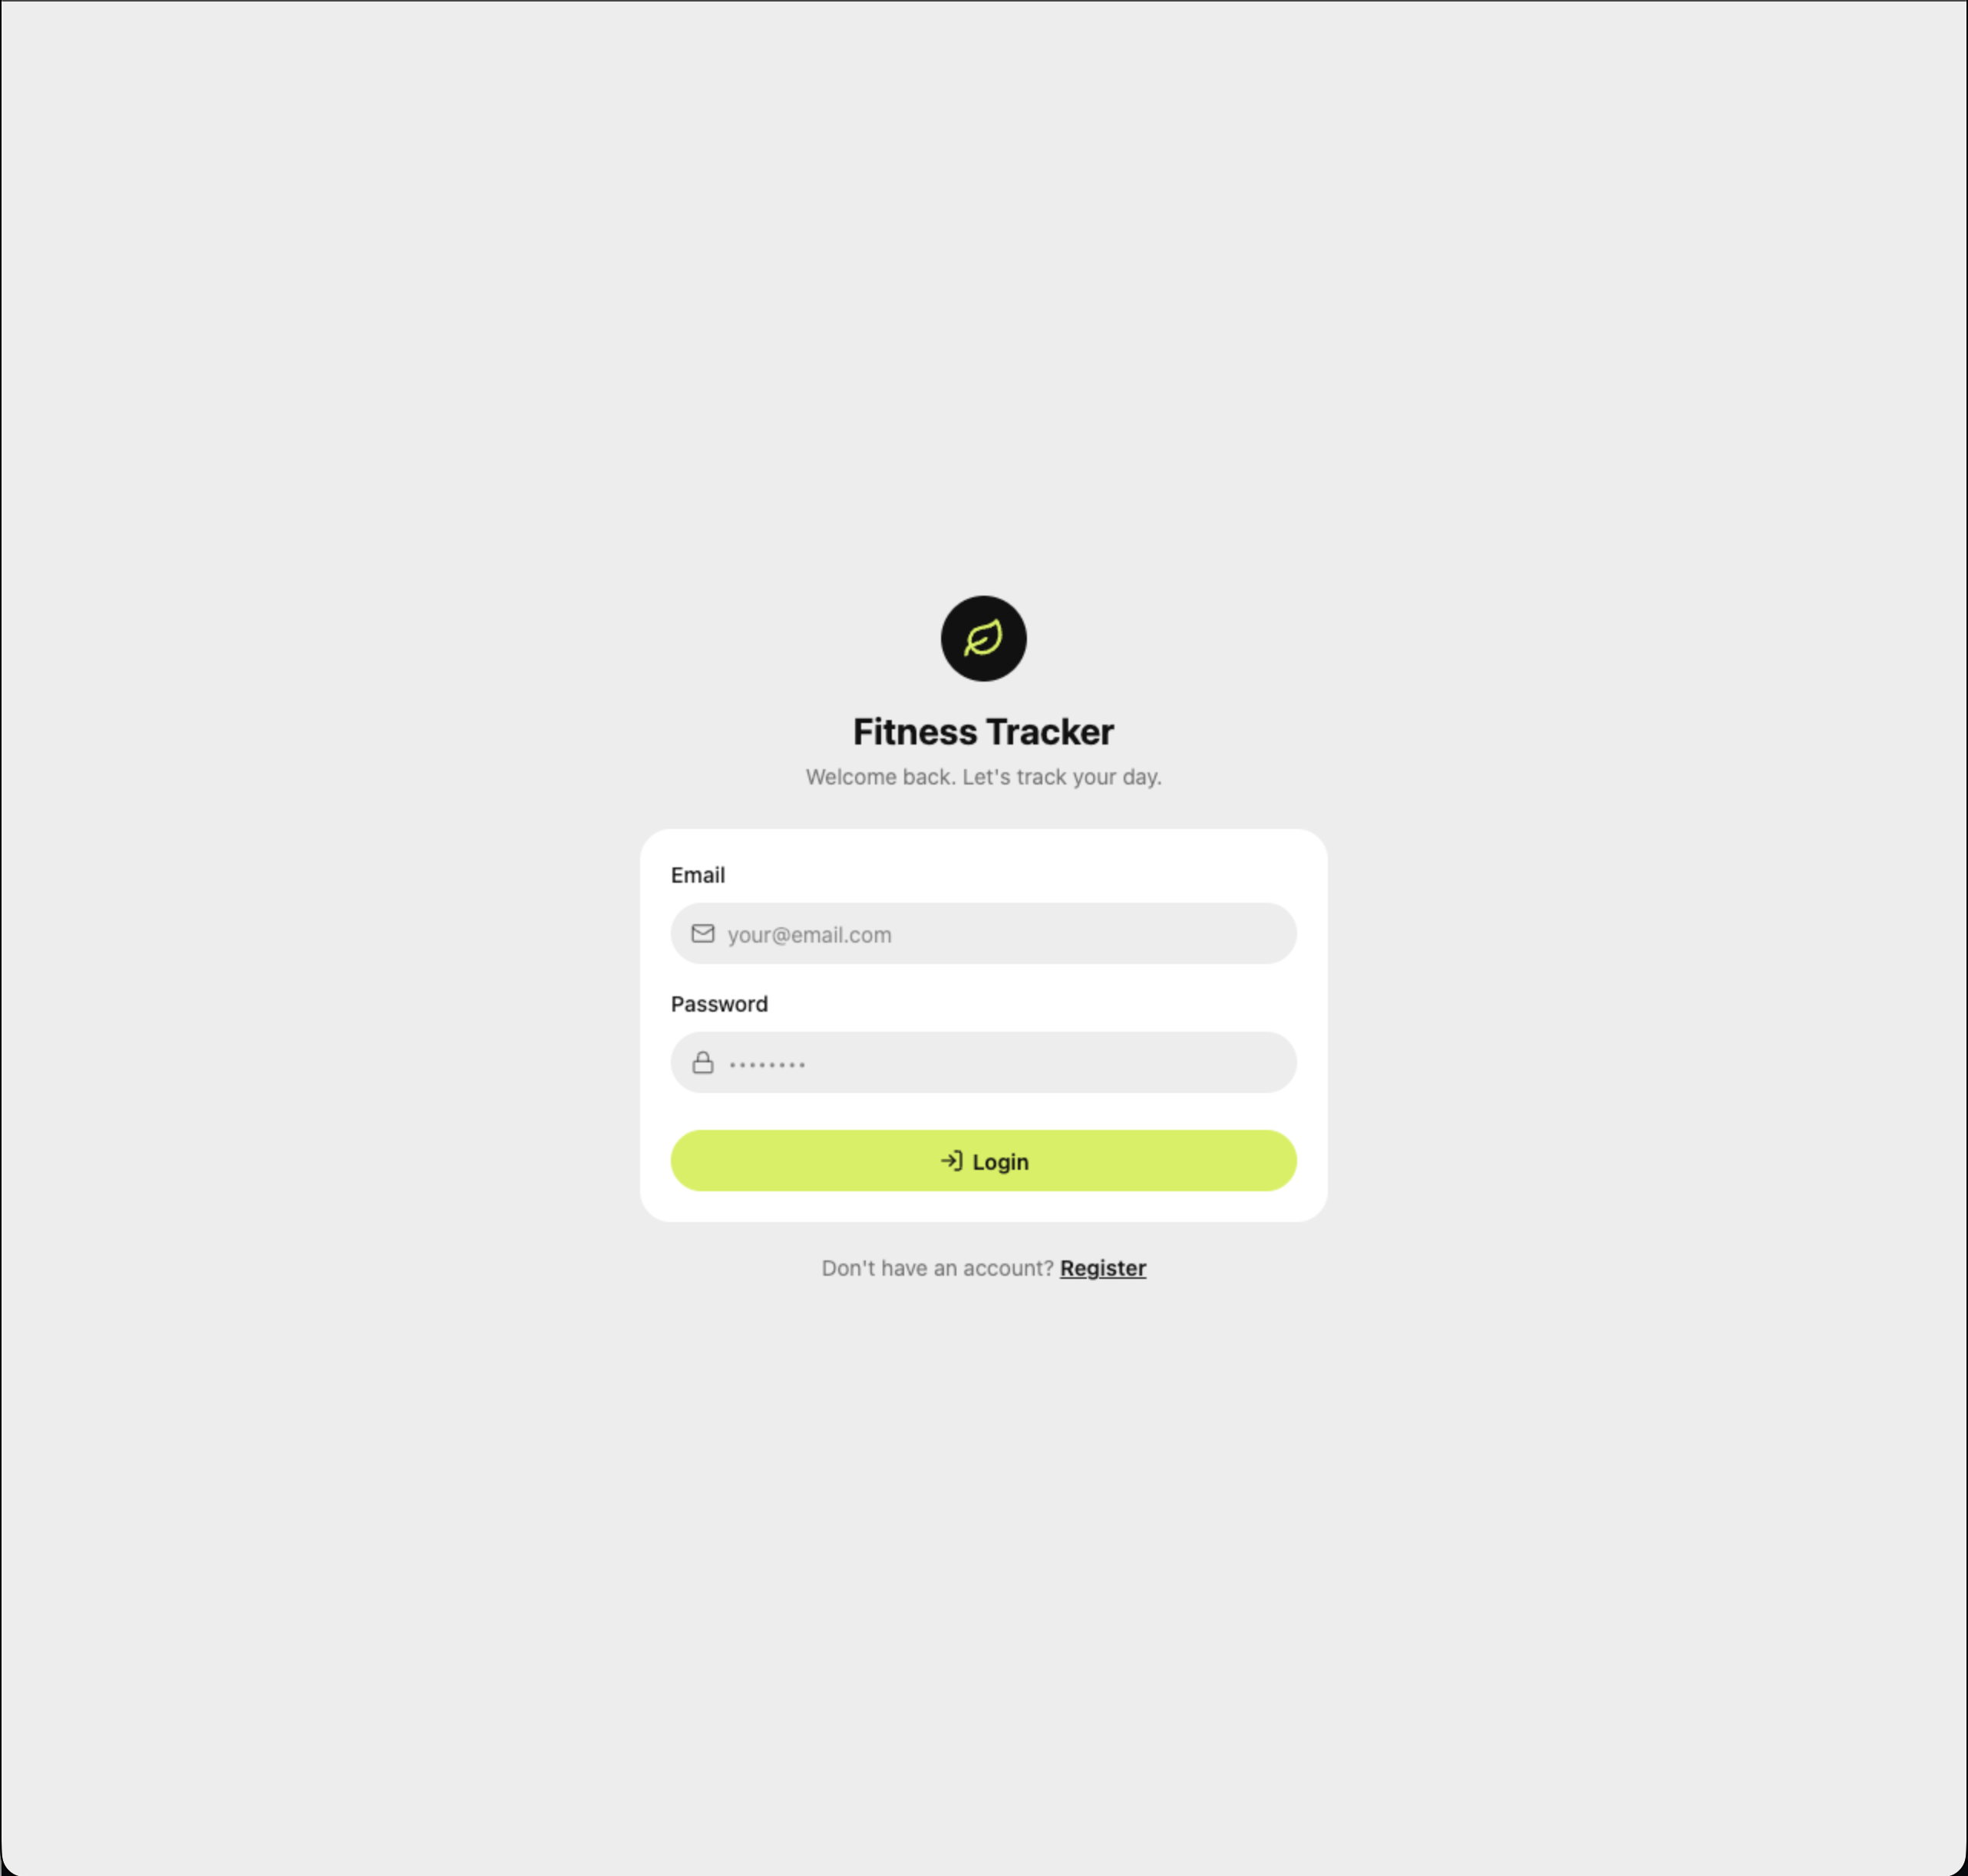 Fitness Tracker
Welcome back. Let's track your day.
Email
your@email.com
Password
••••••••
Login
Don't have an account? Register